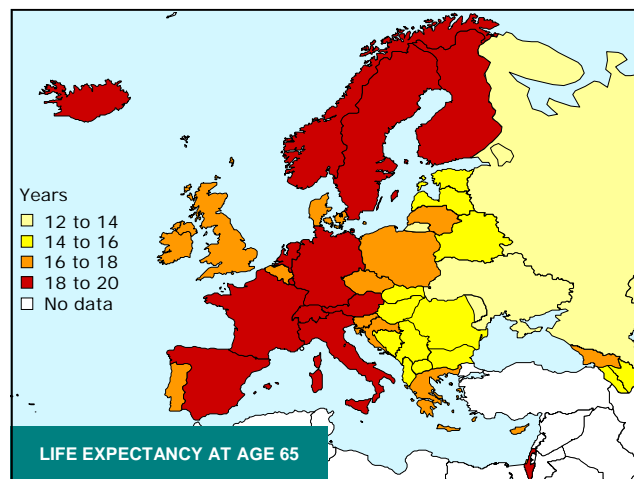 Years
12 to 14
14 to 16
16 to 18
18 to 20
No data
LIFE EXPECTANCY AT AGE 65